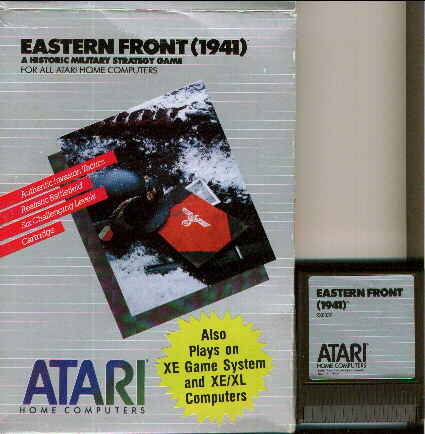 EASTERN FRONT (1941)
A HISTORIC MILITARY STRATEGY GAME
FOR ALL ATARI HOME COMPUTERS
Authentic Invasion Tactics
Realistic Battlefield
Six Challenging Levels
Cartridge
Also
Plays on
XE Game System
and XE/XL
Computers
ATARI
HOME COMPUTERS
EASTERN FRONT
(1941)
ATARI
HOME COMPUTERS